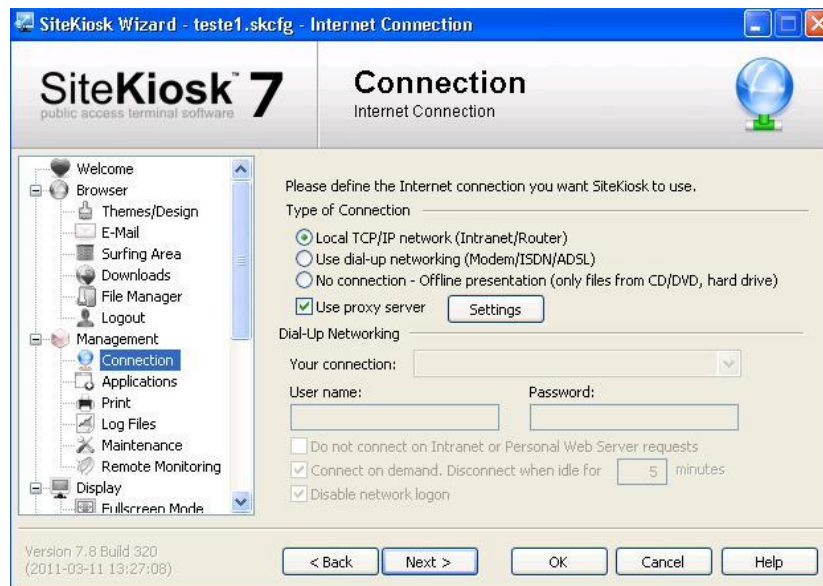 SiteKiosk Wizard - teste1.skcfg - Internet Connection
SiteKiosk™ 7
public access terminal software
Connection
Internet Connection
Welcome
Browser
Themes/Design
E-Mail
Surfing Area
Downloads
File Manager
Logout
Management
Connection
Applications
Print
Log Files
Maintenance
Remote Monitoring
Display
Fullscreen Mode
Please define the Internet connection you want SiteKiosk to use.
Type of Connection
Local TCP/IP network (Intranet/Router)
Use dial-up networking (Modem/ISDN/ADSL)
No connection - Offline presentation (only files from CD/DVD, hard drive)
Use proxy server Settings
Dial-Up Networking
Your connection:
User name: Password:
Do not connect on Intranet or Personal Web Server requests
Connect on demand. Disconnect when idle for 5 minutes
Disable network logon
Version 7.8 Build 320
(2011-03-11 13:27:08)
< Back Next > OK Cancel Help